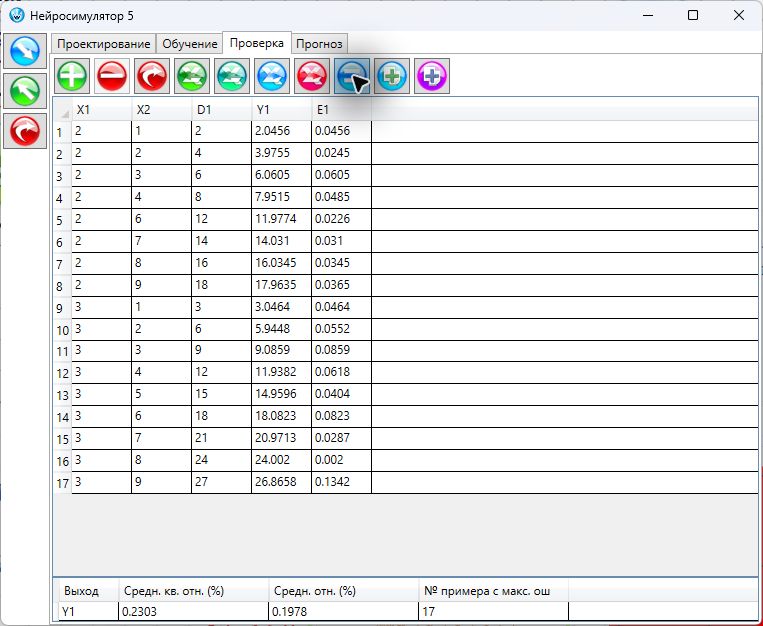 Нейросимулятор 5
Проектирование Обучение Проверка Прогноз
X1 X2 D1 Y1 E1
1 2 1 2 2.0456 0.0456
2 2 2 4 3.9755 0.0245
3 2 3 6 6.0605 0.0605
4 2 4 8 7.9515 0.0485
5 2 6 12 11.9774 0.0226
6 2 7 14 14.031 0.031
7 2 8 16 16.0345 0.0345
8 2 9 18 17.9635 0.0365
9 3 1 3 3.0464 0.0464
10 3 2 6 5.9448 0.0552
11 3 3 9 9.0859 0.0859
12 3 4 12 11.9382 0.0618
13 3 5 15 14.9596 0.0404
14 3 6 18 18.0823 0.0823
15 3 7 21 20.9713 0.0287
16 3 8 24 24.002 0.002
17 3 9 27 26.8658 0.1342
Выход Средн. кв. отн. (%) Средн. отн. (%) № примера с макс. ош
Y1 0.2303 0.1978 17